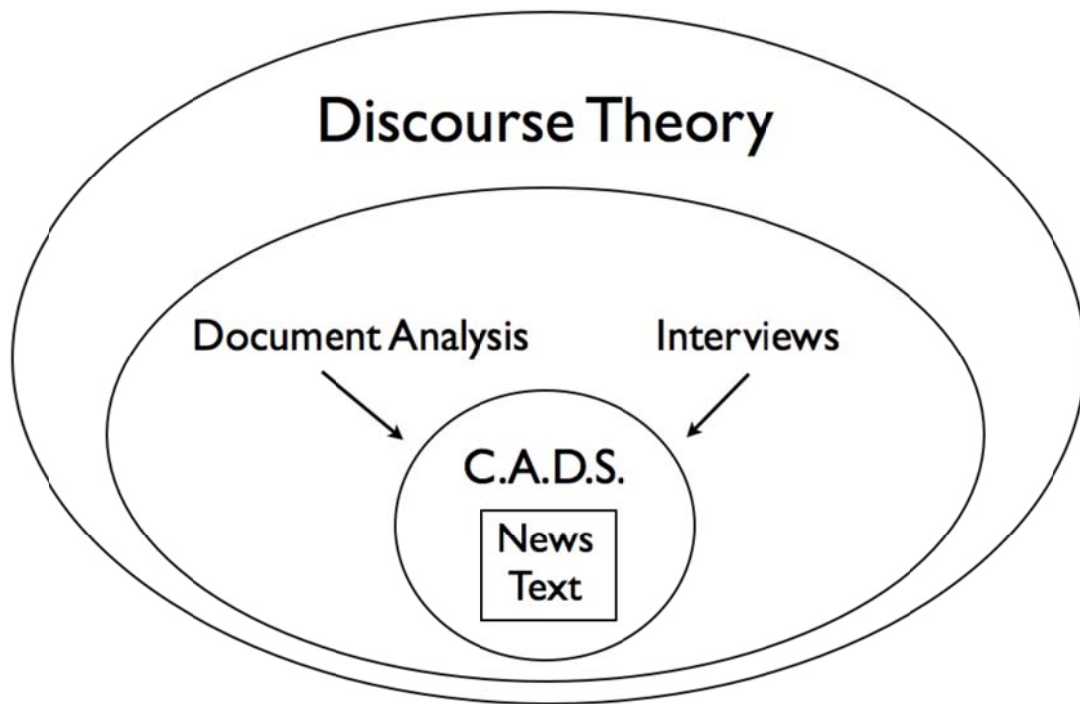 Discourse Theory
Document Analysis
Interviews
C.A.D.S.
News
Text